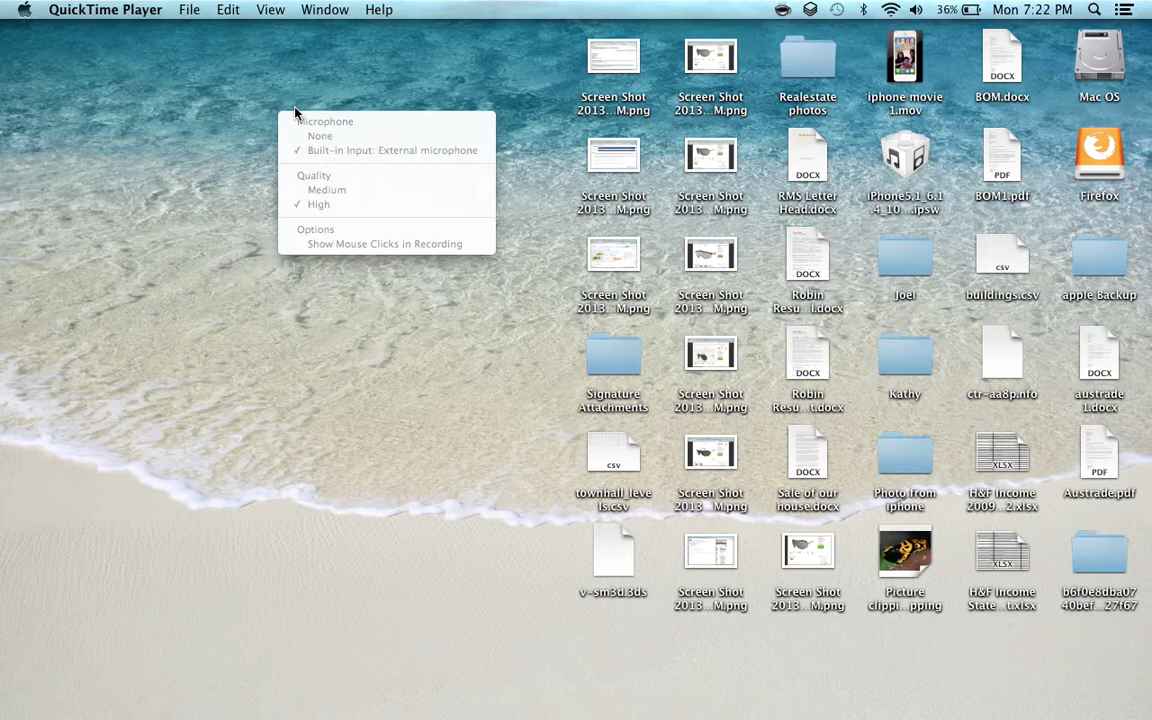 QuickTime Player File Edit View Window Help 36% Mon 7:22 PM
Microphone
None
✓ Built-in Input: External microphone
Quality
Medium
✓ High
Options
Show Mouse Clicks in Recording
Screen Shot
2013...M.png
Screen Shot
2013...M.png
Realestate
photos
iphone movie
1.mov
DOCX
BOM.docx
Mac OS
Screen Shot
2013...M.png
Screen Shot
2013...M.png
DOCX
RMS Letter
Head.docx
iPhone5,1_6.1
.4_10....ipsw
PDF
BOM1.pdf
Firefox
Screen Shot
2013...M.png
Screen Shot
2013...M.png
DOCX
Robin
Resu...l.docx
Joel
csv
buildings.csv
apple Backup
Signature
Attachments
Screen Shot
2013...M.png
DOCX
Robin
Resu...t.docx
Kathy
ctr-aa8p.nfo
DOCX
austrade
1.docx
csv
townhall_leve
ls.csv
Screen Shot
2013...M.png
DOCX
Sale of our
house.docx
Photo from
iphone
XLSX
H&F Income
2009...2.xlsx
PDF
Austrade.pdf
v-sm3d.3ds
Screen Shot
2013...M.png
Screen Shot
2013...M.png
Picture
clippi...pping
XLSX
H&F Income
State...t.xlsx
b6f0e8dba07
40bef...27f67